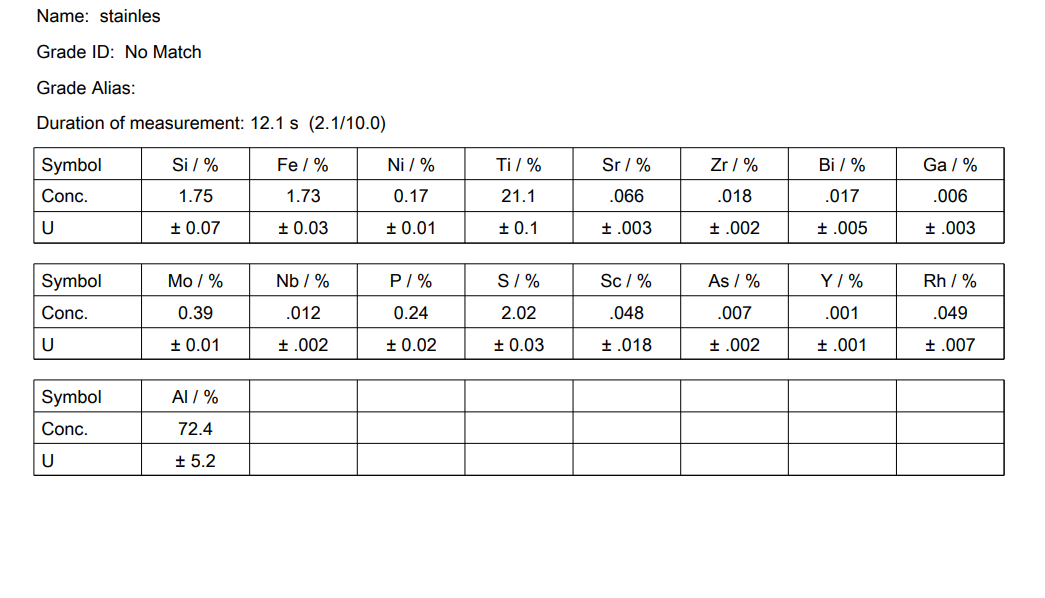 Name: stainles
Grade ID: No Match
Grade Alias:
Duration of measurement: 12.1 s (2.1/10.0)
Symbol Si / % Fe / % Ni / % Ti / % Sr / % Zr / % Bi / % Ga / %
Conc. 1.75 1.73 0.17 21.1 .066 .018 .017 .006
U ± 0.07 ± 0.03 ± 0.01 ± 0.1 ± .003 ± .002 ± .005 ± .003
Symbol Mo / % Nb / % P / % S / % Sc / % As / % Y / % Rh / %
Conc. 0.39 .012 0.24 2.02 .048 .007 .001 .049
U ± 0.01 ± .002 ± 0.02 ± 0.03 ± .018 ± .002 ± .001 ± .007
Symbol Al / %
Conc. 72.4
U ± 5.2